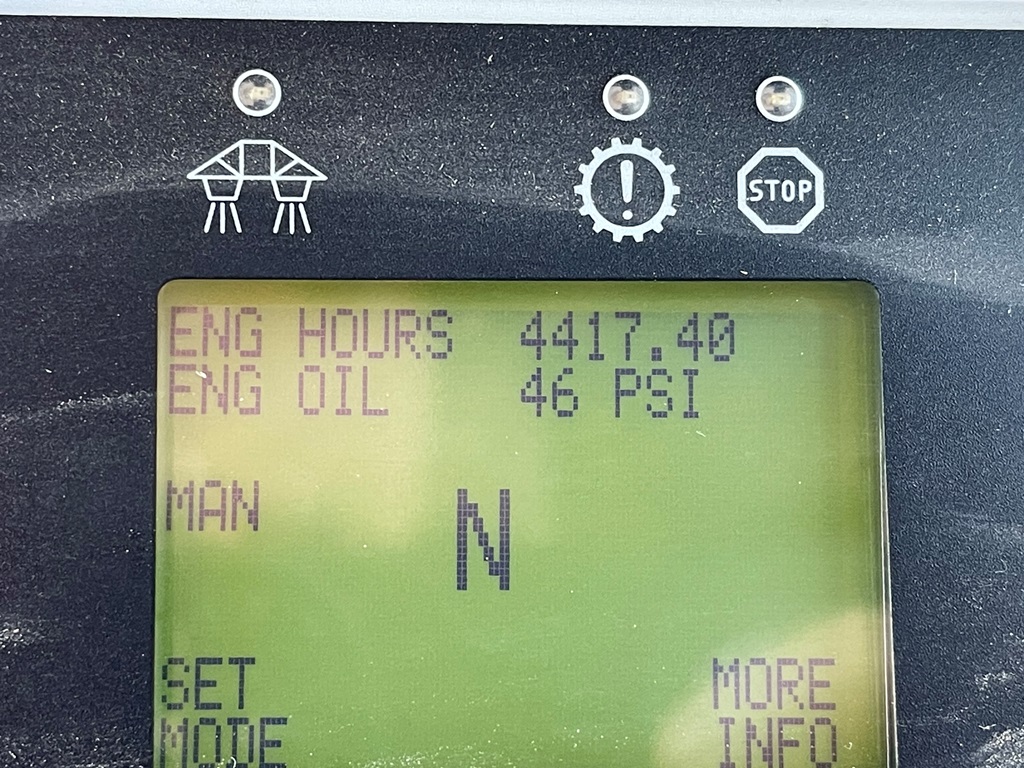 STOP
ENG HOURS 4417.40
ENG OIL 46 PSI
MAN N
SET MORE
MODE INFO